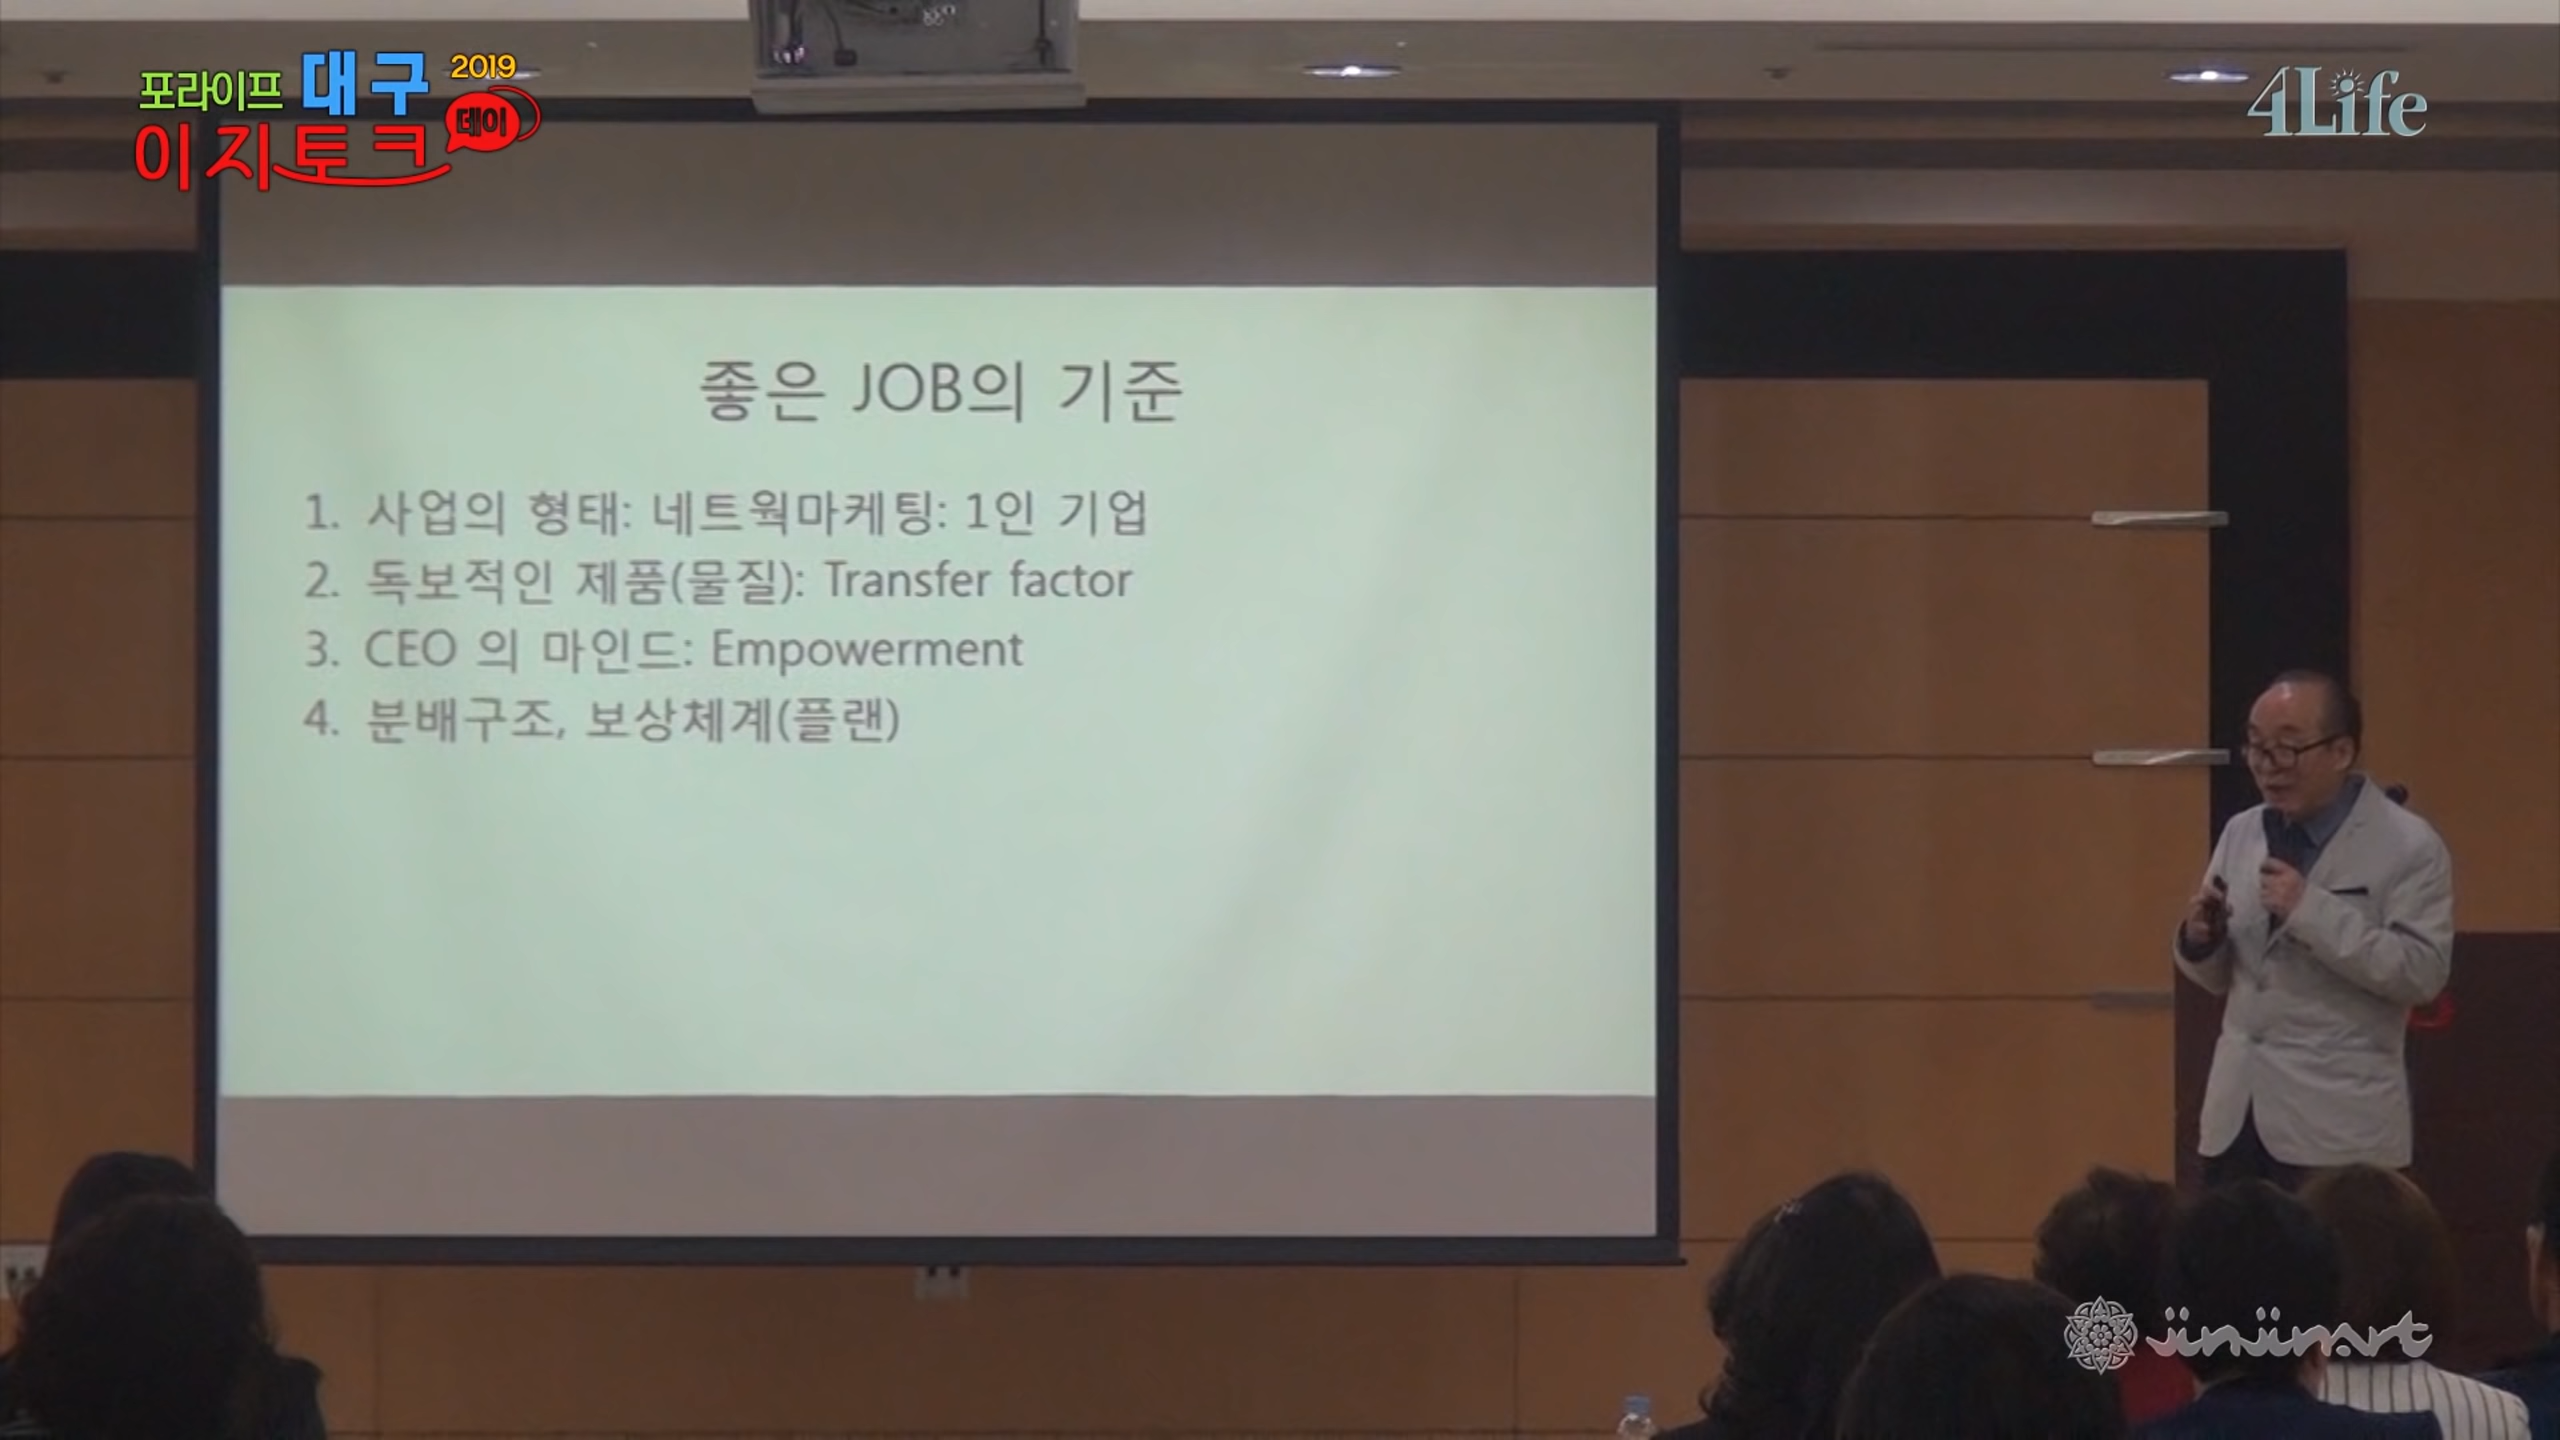 포라이프 대구 2019
이지토크 데이
4Life
좋은 JOB의 기준
1. 사업의 형태: 네트웍마케팅: 1인 기업
2. 독보적인 제품(물질): Transfer factor
3. CEO 의 마인드: Empowerment
4. 분배구조, 보상체계(플랜)
jinjinart